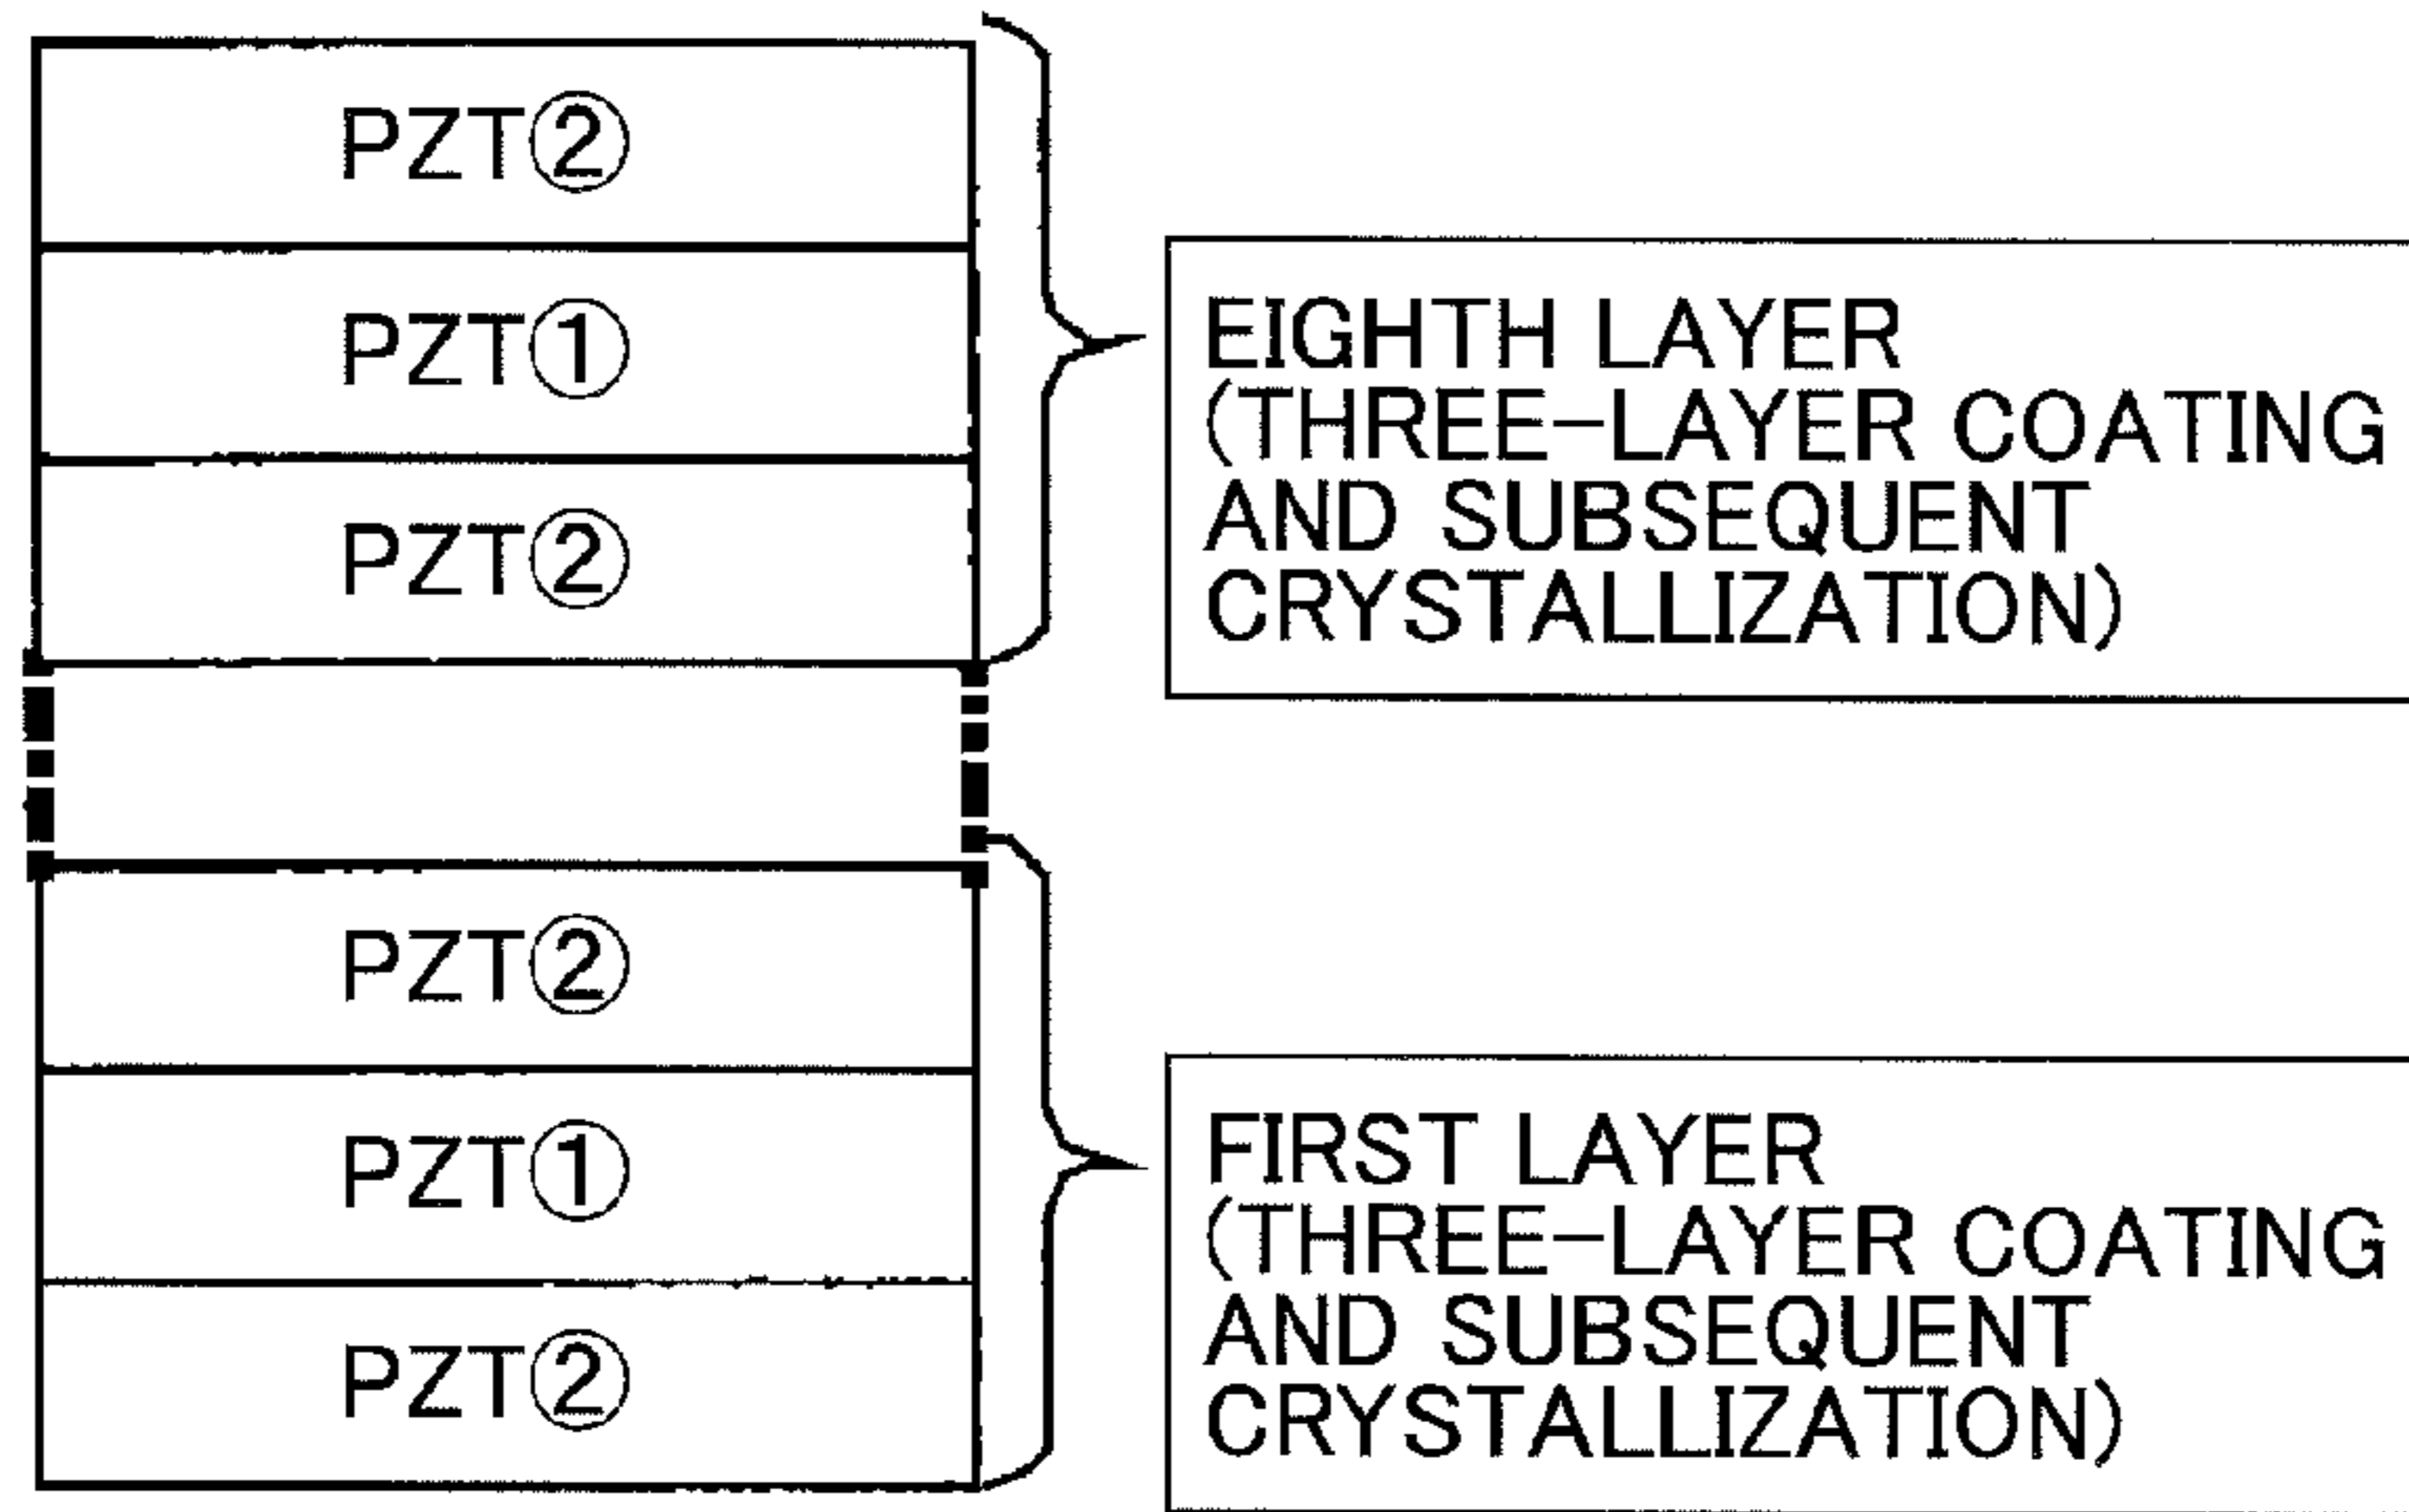 PZT②
PZT①
PZT②
EIGHTH LAYER
(THREE-LAYER COATING
AND SUBSEQUENT
CRYSTALLIZATION)
PZT②
PZT①
PZT②
FIRST LAYER
(THREE-LAYER COATING
AND SUBSEQUENT
CRYSTALLIZATION)